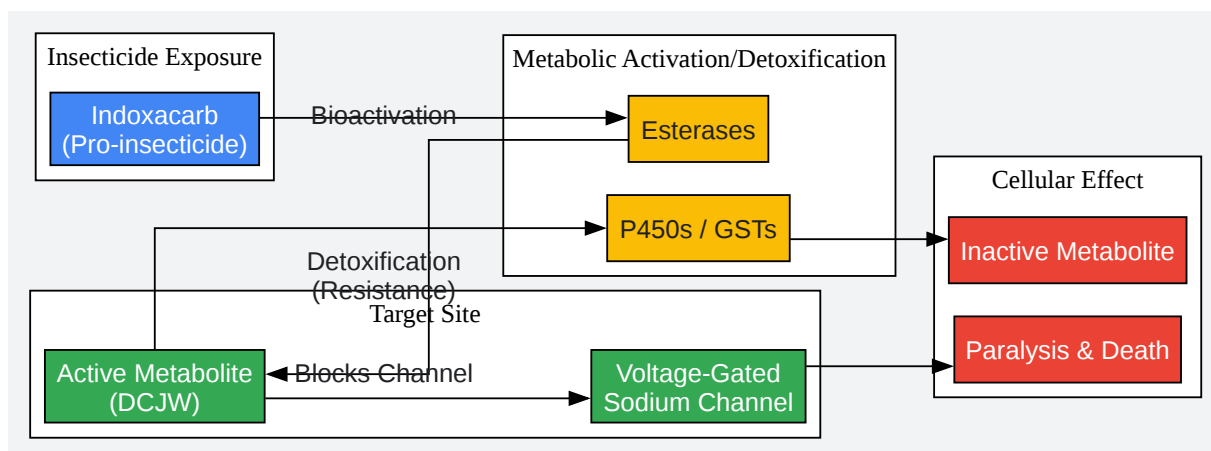 Insecticide Exposure
Indoxacarb
(Pro-insecticide)
Bioactivation
Metabolic Activation/Detoxification
Esterases
P450s / GSTs
Cellular Effect
Inactive Metabolite
Paralysis & Death
Detoxification
(Resistance)
Target Site
Active Metabolite
(DCJW)
Blocks Channel
Voltage-Gated
Sodium Channel